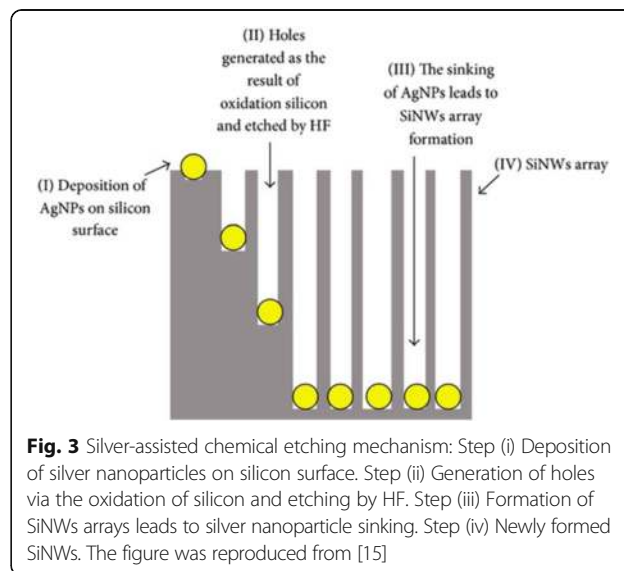 (II) Holes
generated as the
result of
oxidation silicon
and etched by HF
(III) The sinking
of AgNPs leads to
SiNWs array
formation
(I) Deposition of
AgNPs on silicon
surface
(IV) SiNWs array
Fig. 3 Silver-assisted chemical etching mechanism: Step (i) Deposition
of silver nanoparticles on silicon surface. Step (ii) Generation of holes
via the oxidation of silicon and etching by HF. Step (iii) Formation of
SiNWs arrays leads to silver nanoparticle sinking. Step (iv) Newly formed
SiNWs. The figure was reproduced from [15]